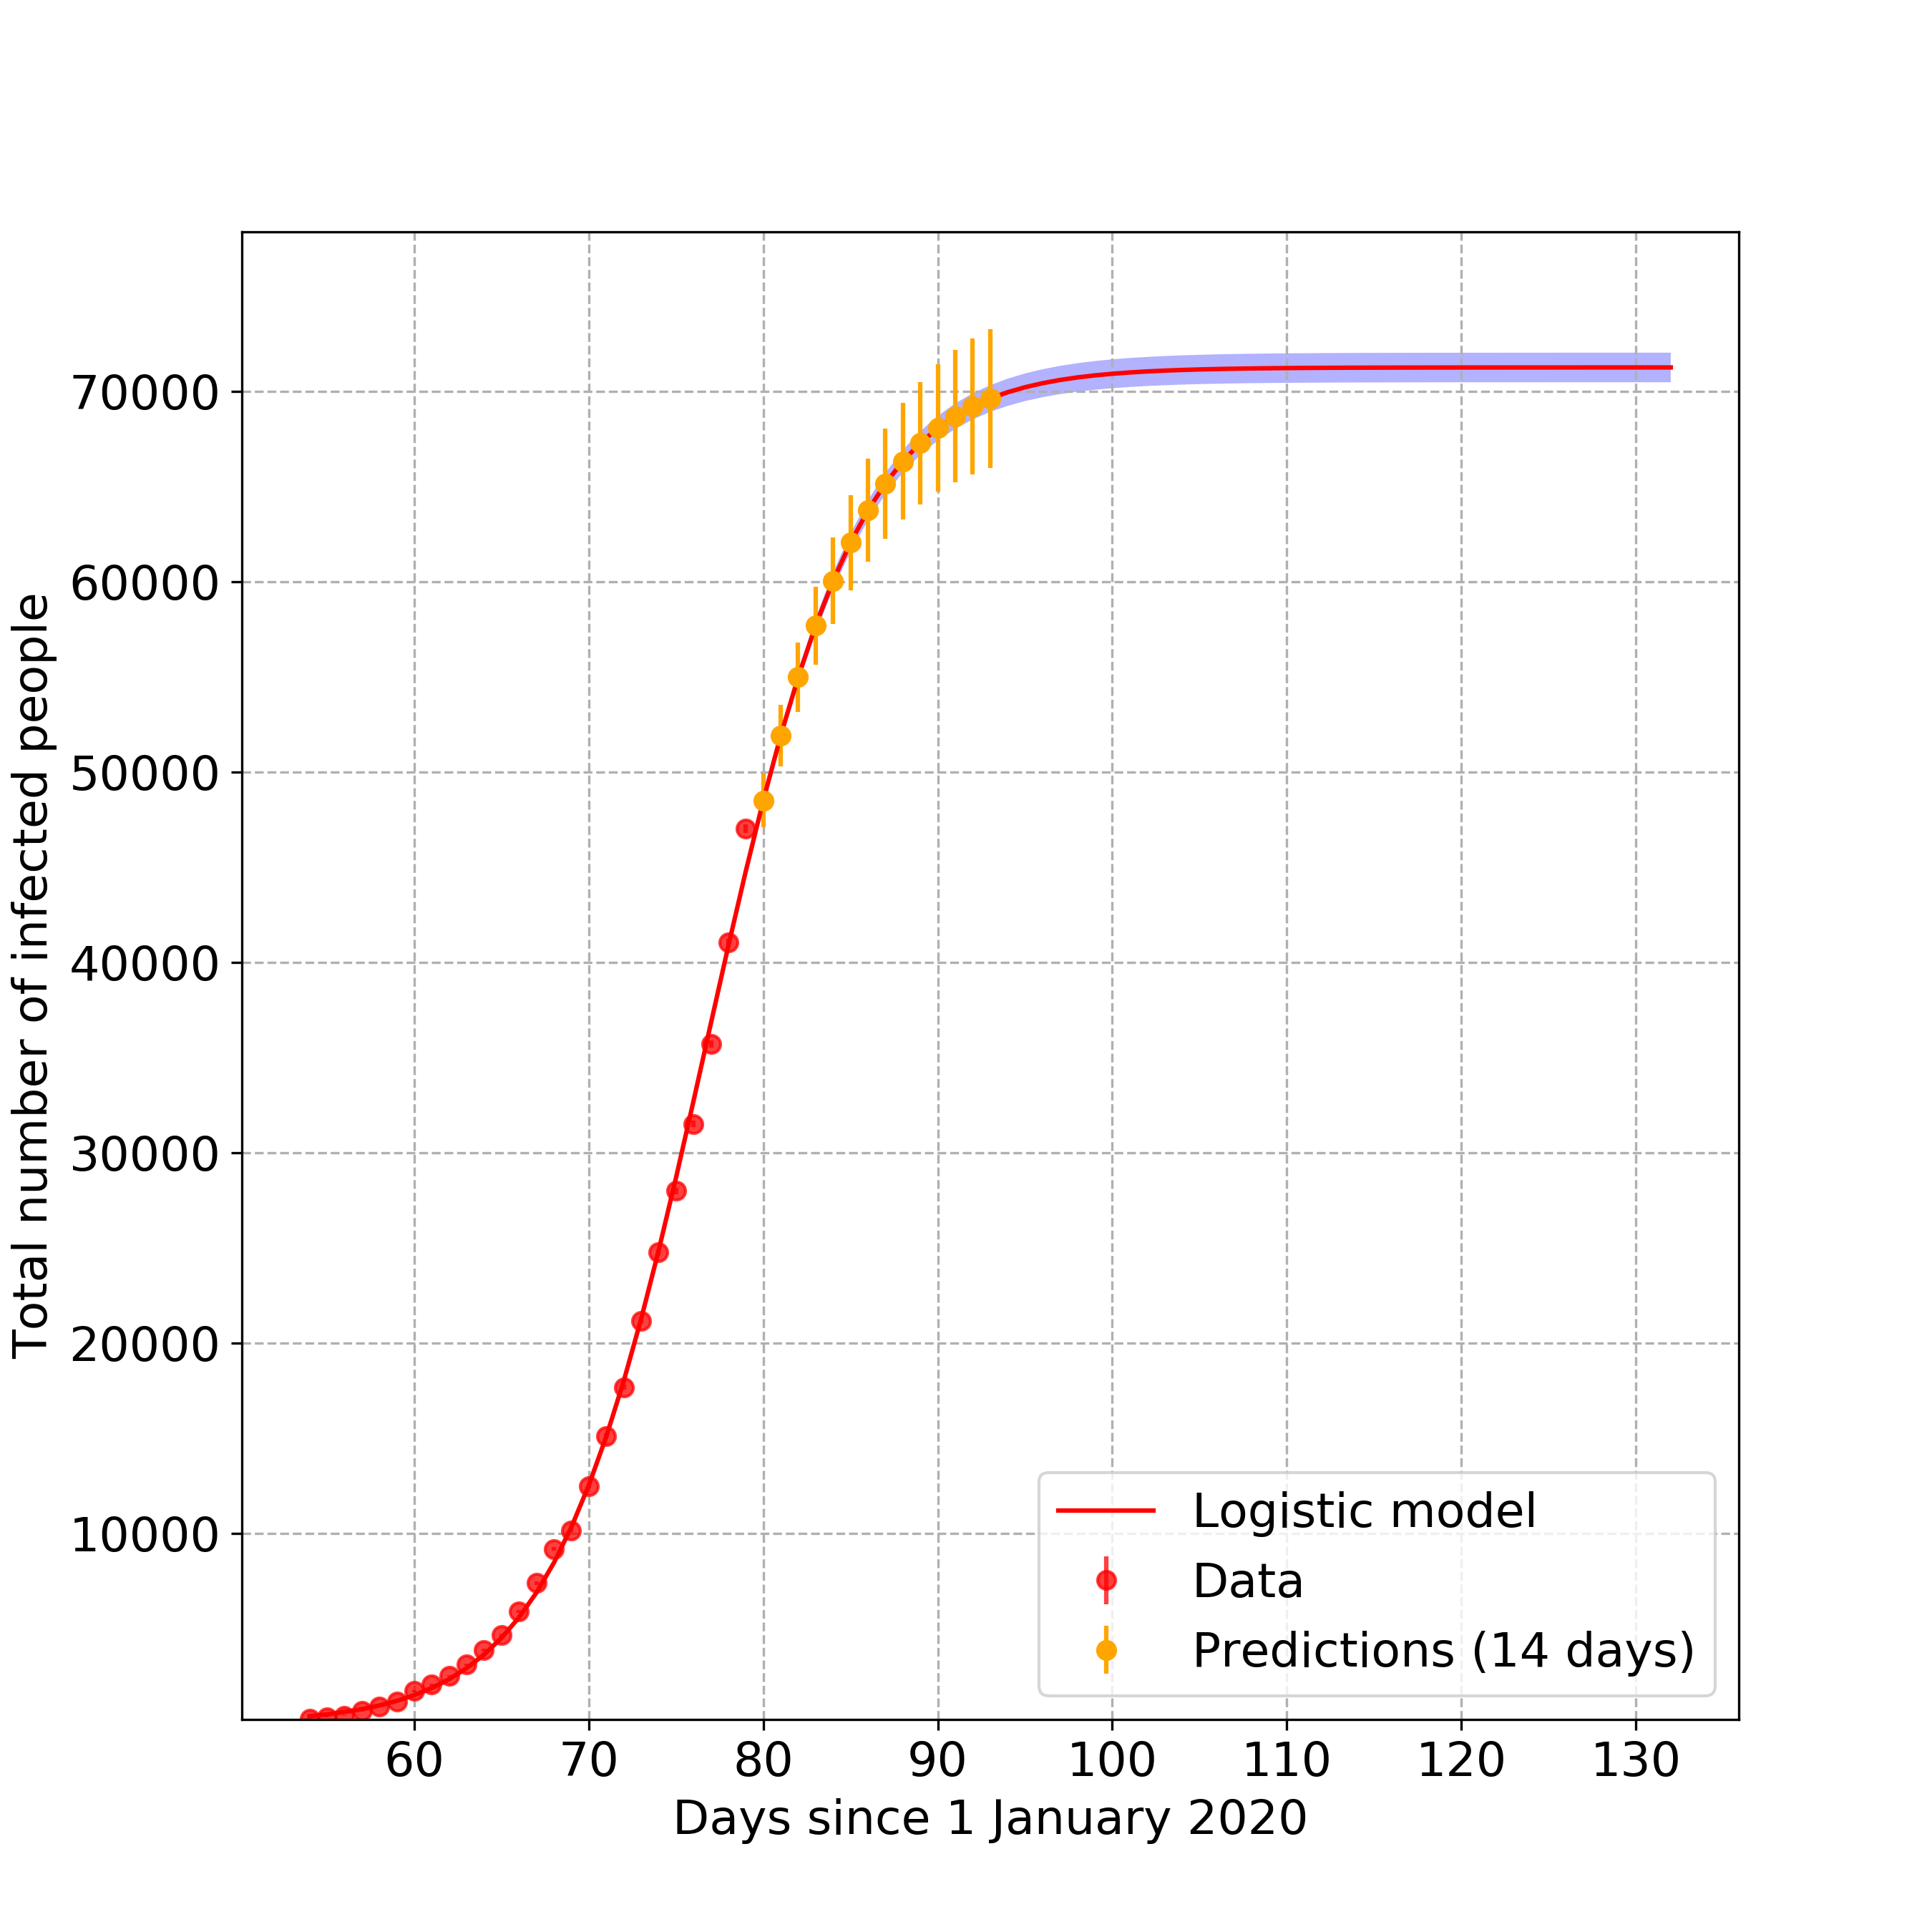 Total number of infected people
70000
60000
50000
40000
30000
20000
10000
Logistic model
Data
Predictions (14 days)
60 70 80 90 100 110 120 130
Days since 1 January 2020